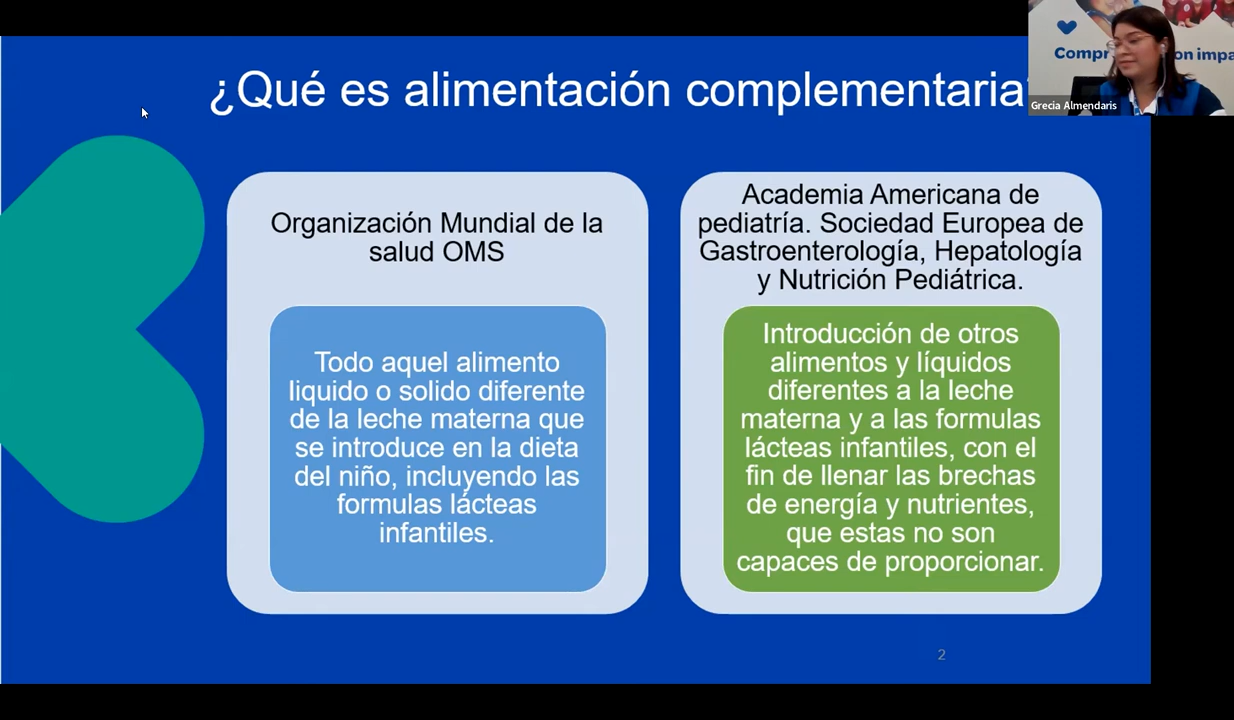 ¿Qué es alimentación complementaria?
Compr on impa
Grecia Almendaris
Organización Mundial de la
salud OMS
Todo aquel alimento
liquido o solido diferente
de la leche materna que
se introduce en la dieta
del niño, incluyendo las
formulas lácteas
infantiles.
Academia Americana de
pediatría. Sociedad Europea de
Gastroenterología, Hepatología
y Nutrición Pediátrica.
Introducción de otros
alimentos y líquidos
diferentes a la leche
materna y a las formulas
lácteas infantiles, con el
fin de llenar las brechas
de energía y nutrientes,
que estas no son
capaces de proporcionar.
2